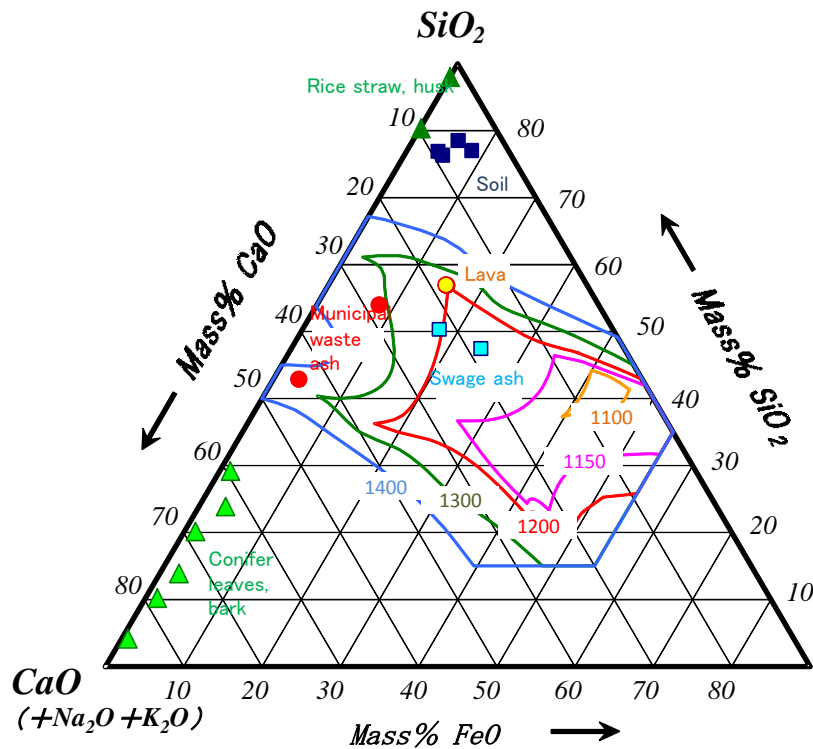 SiO₂
Rice straw, husk
10
80
20
Soil
70
30
60
Lava
40
Municipal
waste
ash
50
50
Swage ash
40
1100
60
1150
30
1400
1300
1200
70
20
Conifer
leaves,
bark
80
10
CaO
(+Na₂O+K₂O)
10
20
30
40
50
60
70
80
Mass% FeO
Mass% CaO
Mass% SiO₂